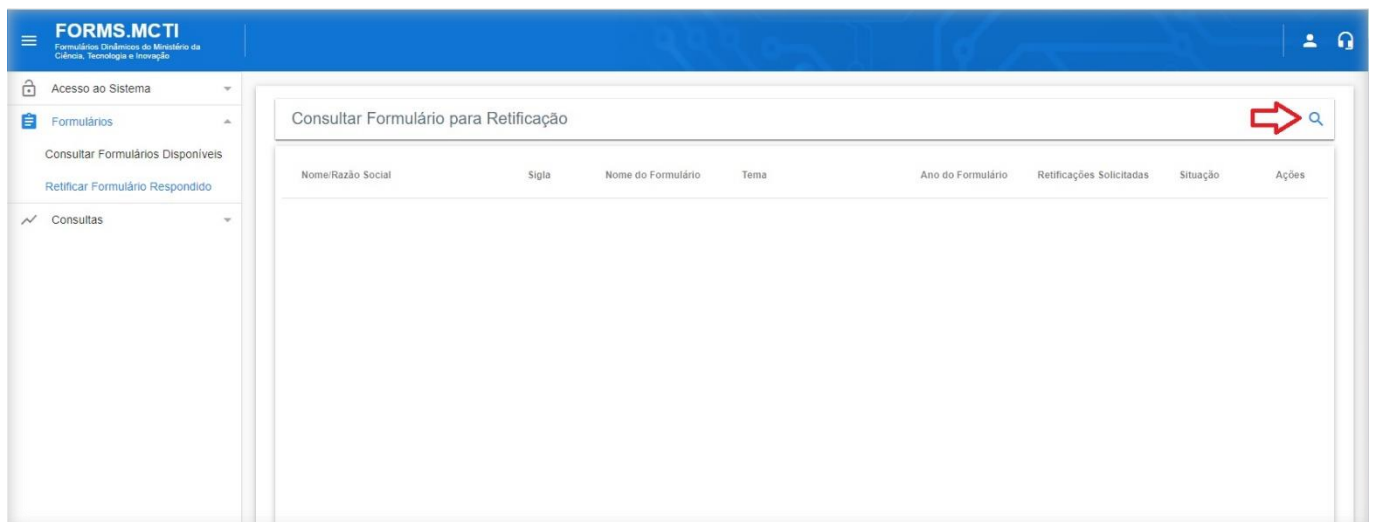 FORMS.MCTI
Formulários Dinâmicos do Ministério da
Ciência, Tecnologia e Inovação
Acesso ao Sistema
Formulários
Consultar Formulários Disponíveis
Retificar Formulário Respondido
Consultas
Consultar Formulário para Retificação
Nome/Razão Social Sigla Nome do Formulário Tema Ano do Formulário Retificações Solicitadas Situação Ações